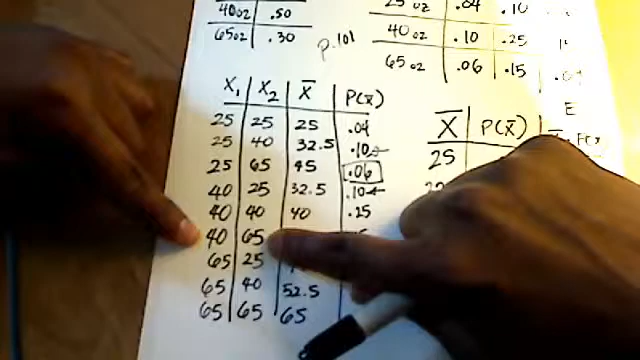 40oz .50
65oz .30
p.101
25 oz .04 .10
40 oz .10 .25
65 oz .06 .15
X₁ X₂ X̄ P(X̄)
25 25 25 .04
25 40 32.5 .10
25 65 45 .06
40 25 32.5 .10
40 40 40 .25
40 65
65 25
65 40 52.5
65 65 65
E
X̄ P(X̄)
25